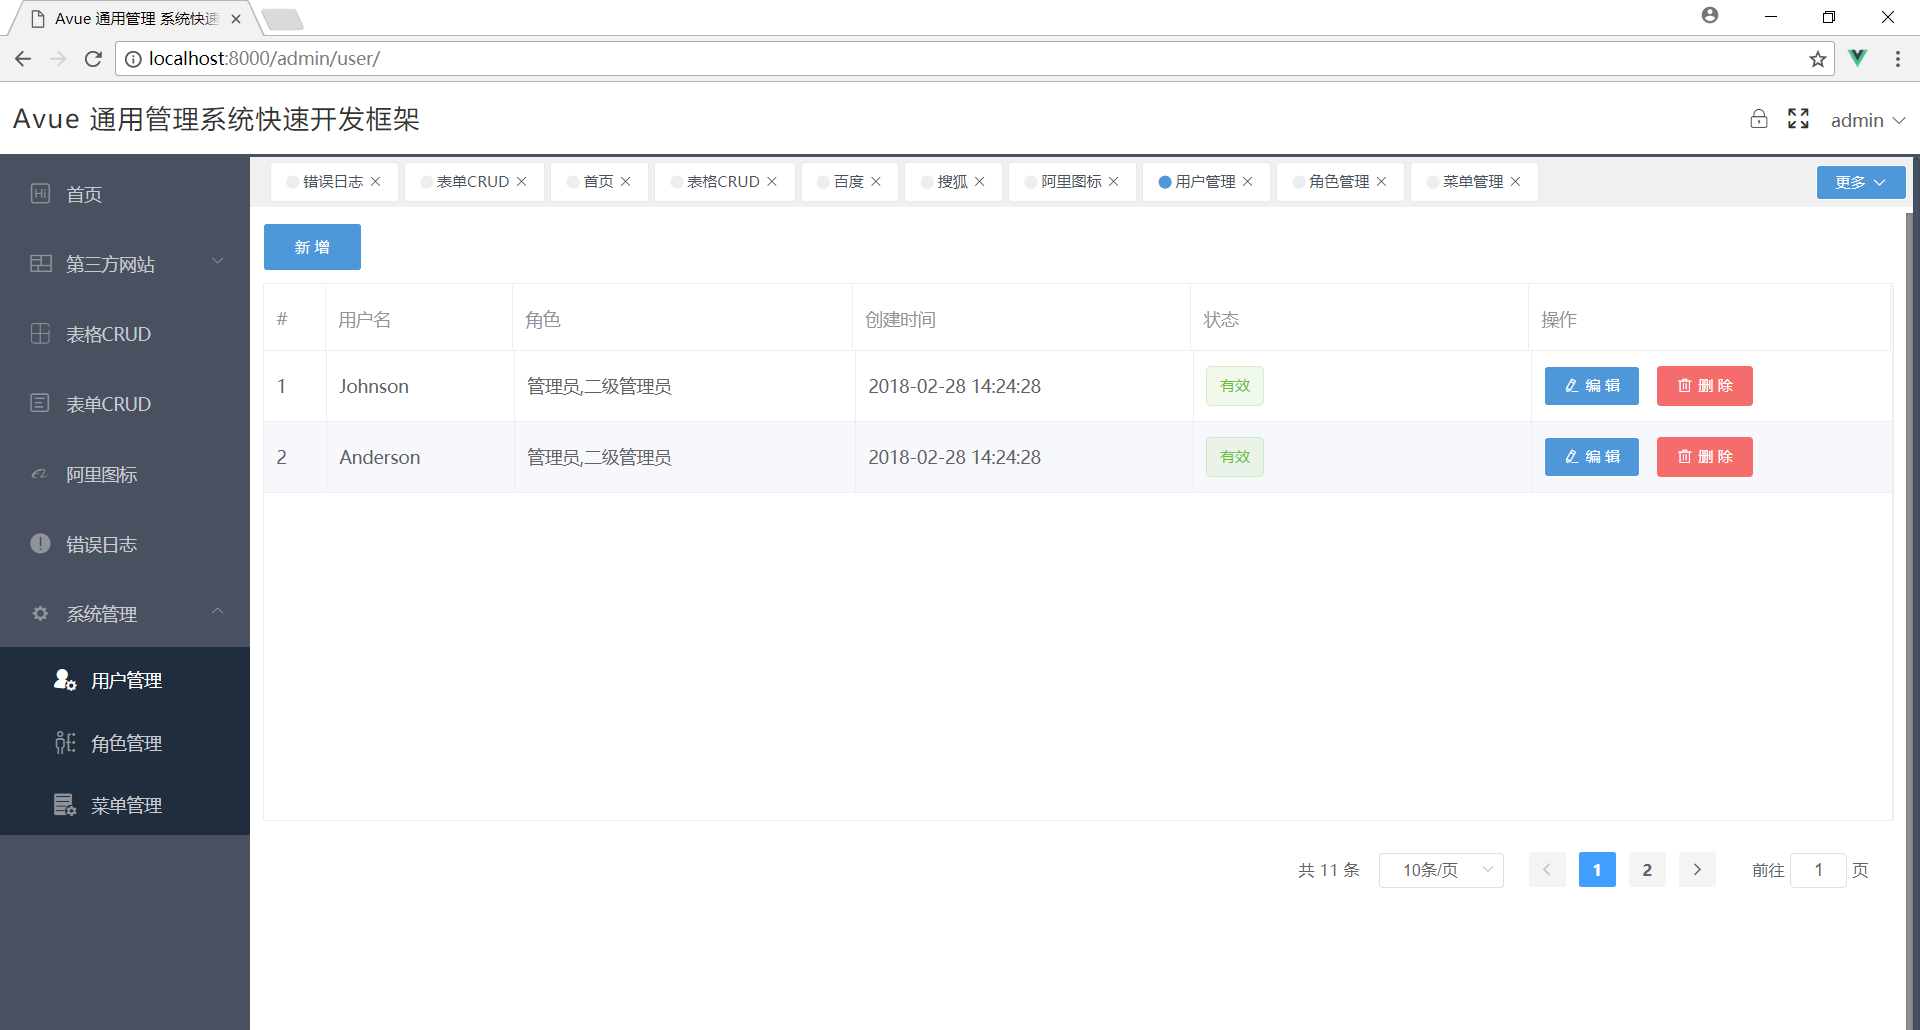 Avue 通用管理 系统快速
localhost:8000/admin/user/
Avue 通用管理系统快速开发框架
admin
首页
第三方网站
表格CRUD
表单CRUD
阿里图标
错误日志
系统管理
用户管理
角色管理
菜单管理
错误日志 表单CRUD 首页 表格CRUD 百度 搜狐 阿里图标 用户管理 角色管理 菜单管理 更多
新 增
# 用户名 角色 创建时间 状态 操作
1 Johnson 管理员,二级管理员 2018-02-28 14:24:28 有效 编 辑 删 除
2 Anderson 管理员,二级管理员 2018-02-28 14:24:28 有效 编 辑 删 除
共 11 条 10条/页 1 2 前往 1 页